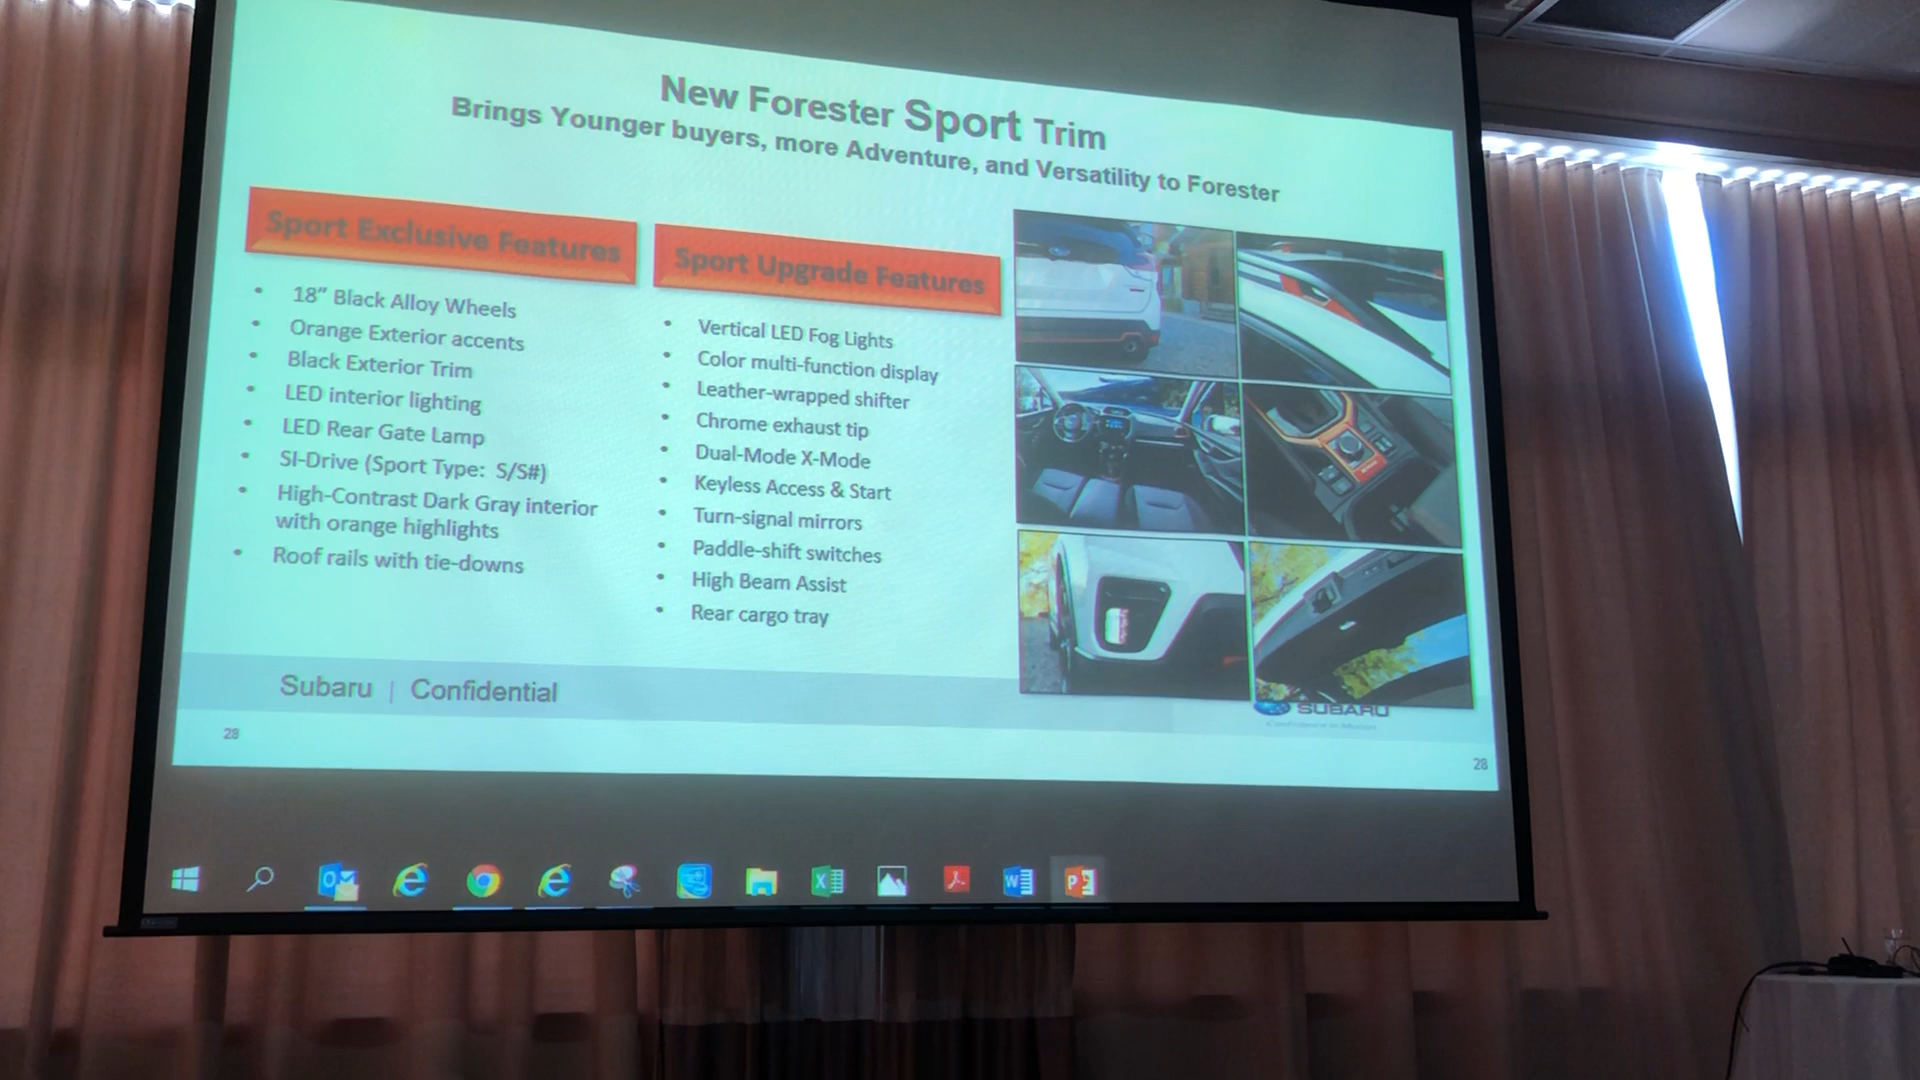 New Forester Sport Trim
Brings Younger buyers, more Adventure, and Versatility to Forester
Sport Exclusive Features
• 18” Black Alloy Wheels
• Orange Exterior accents
• Black Exterior Trim
• LED interior lighting
• LED Rear Gate Lamp
• SI-Drive (Sport Type: S/S#)
• High-Contrast Dark Gray interior
with orange highlights
• Roof rails with tie-downs
Sport Upgrade Features
• Vertical LED Fog Lights
• Color multi-function display
• Leather-wrapped shifter
• Chrome exhaust tip
• Dual-Mode X-Mode
• Keyless Access & Start
• Turn-signal mirrors
• Paddle-shift switches
• High Beam Assist
• Rear cargo tray
Subaru | Confidential
SUBARU
Confidence in Motion
28
28